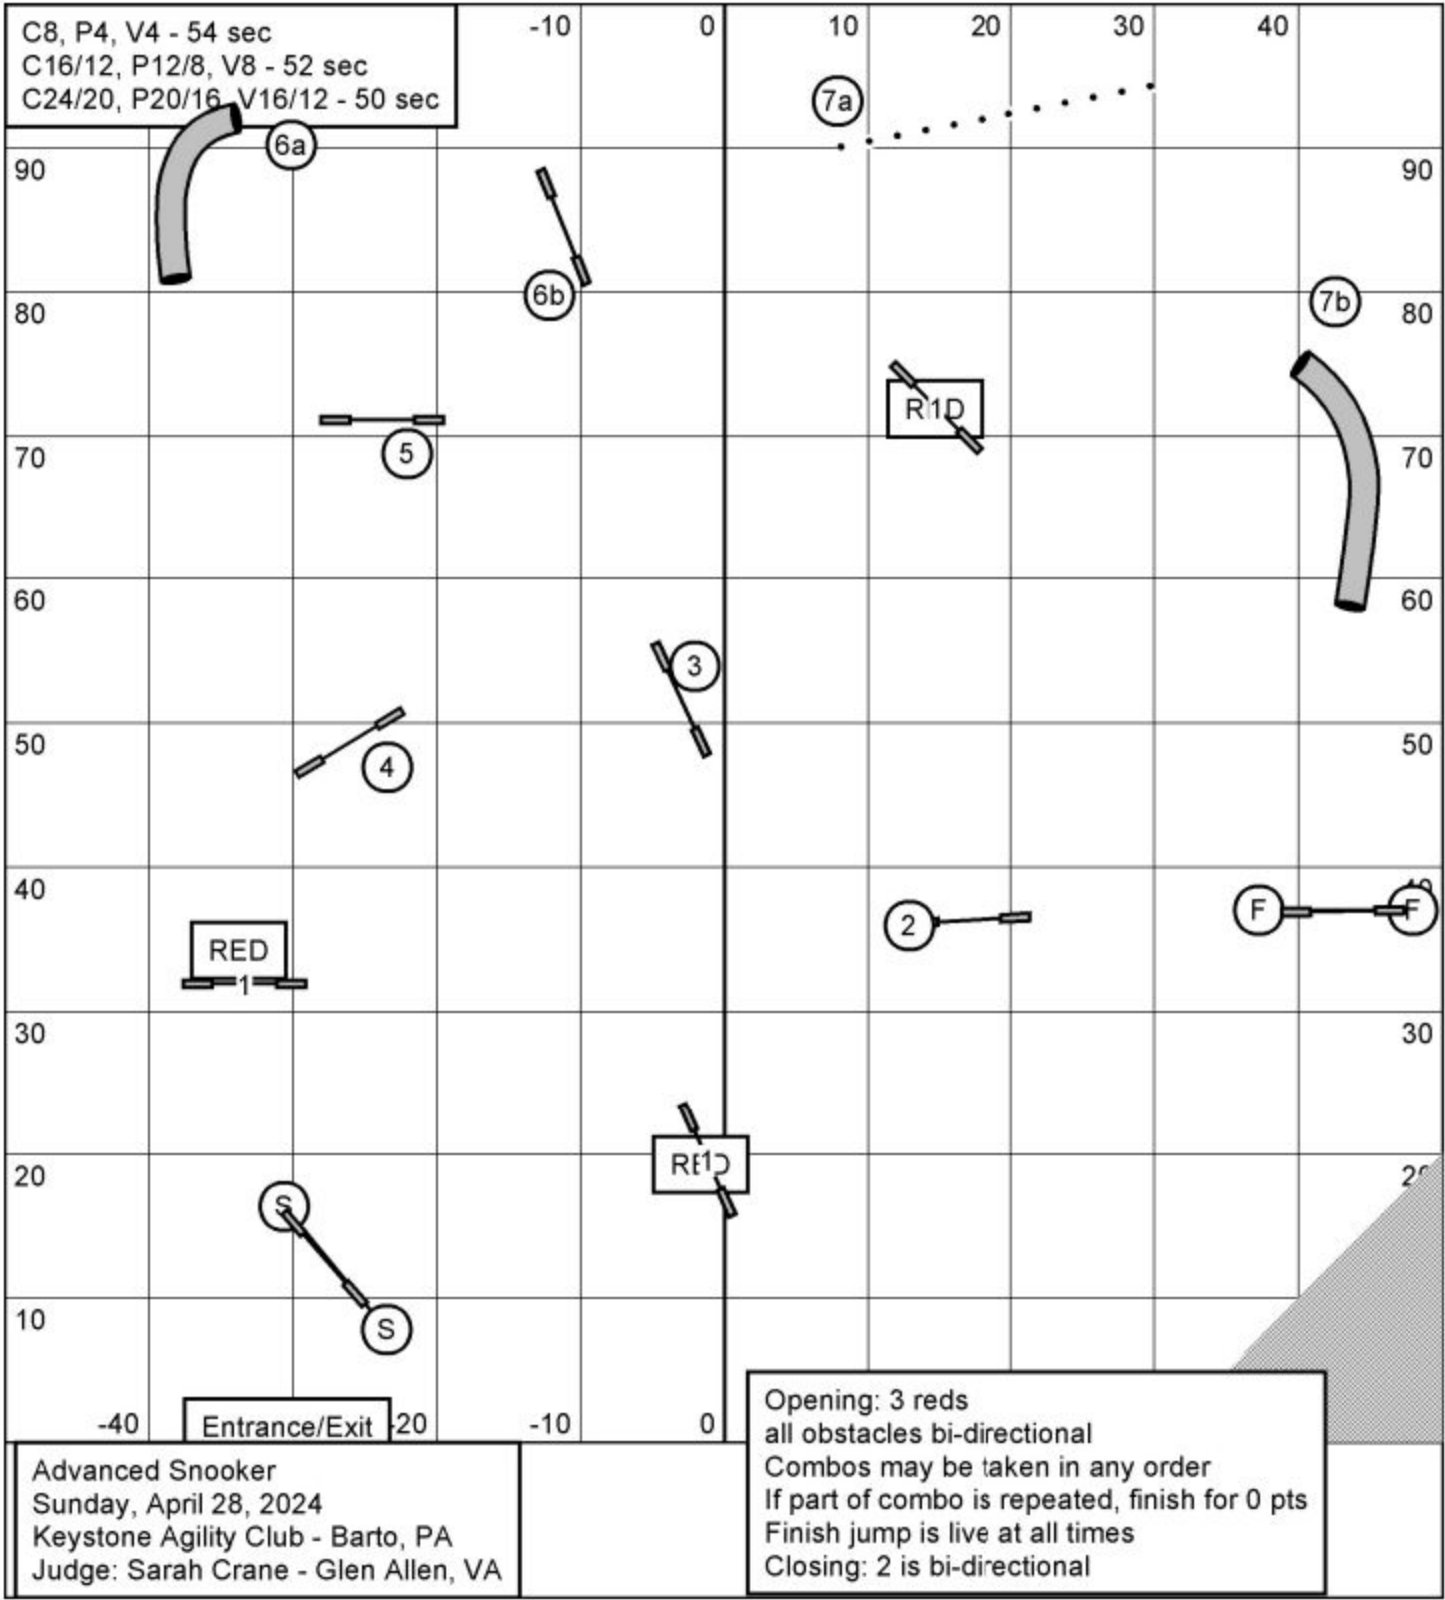 C8, P4, V4 - 54 sec
C16/12, P12/8, V8 - 52 sec
C24/20, P20/16, V16/12 - 50 sec
-10 0 10 20 30 40
7a
6a
90 90
6b
80 7b 80
RED
1
5
70 70
60 60
3
50 50
4
40 40
F F
2
RED
1
30 30
RED
1
20 20
S
10
S
-40 Entrance/Exit -20 -10 0
Advanced Snooker
Sunday, April 28, 2024
Keystone Agility Club - Barto, PA
Judge: Sarah Crane - Glen Allen, VA
Opening: 3 reds
all obstacles bi-directional
Combos may be taken in any order
If part of combo is repeated, finish for 0 pts
Finish jump is live at all times
Closing: 2 is bi-directional